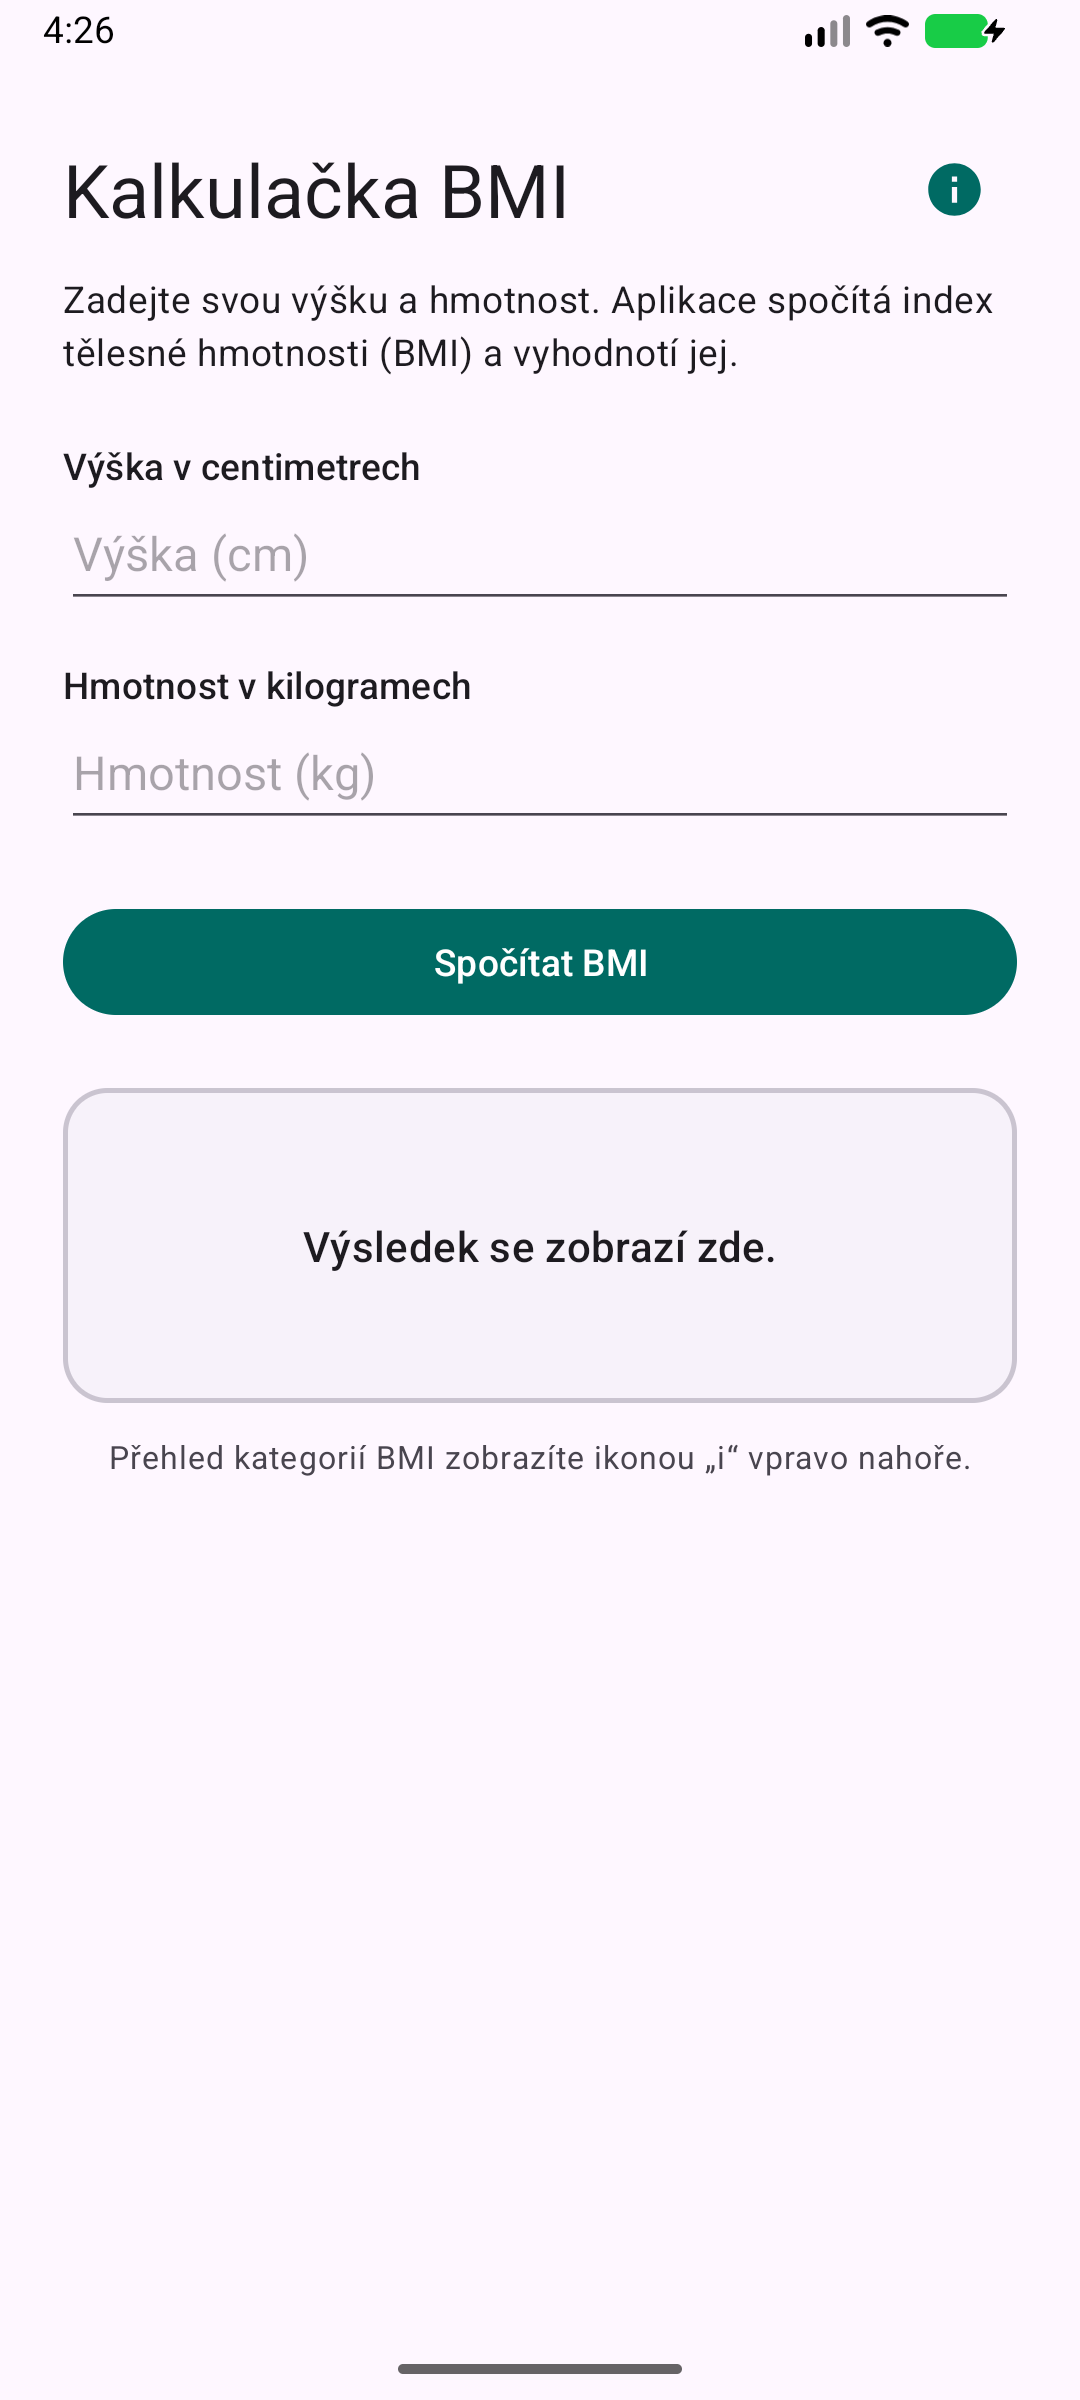 4:26
Kalkulačka BMI
Zadejte svou výšku a hmotnost. Aplikace spočítá index
tělesné hmotnosti (BMI) a vyhodnotí jej.
Výška v centimetrech
Výška (cm)
Hmotnost v kilogramech
Hmotnost (kg)
Spočítat BMI
Výsledek se zobrazí zde.
Přehled kategorií BMI zobrazíte ikonou „i“ vpravo nahoře.